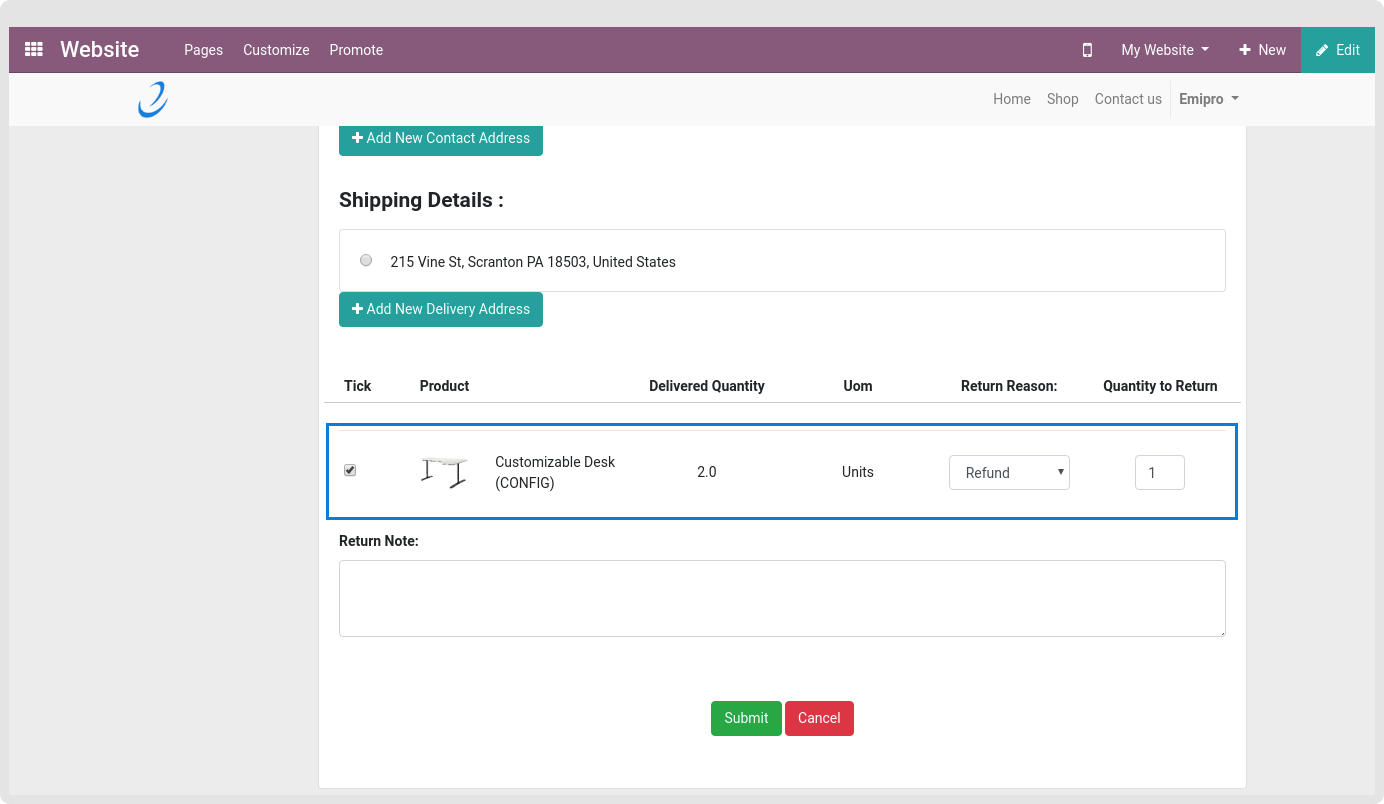 Website Pages Customize Promote My Website New Edit
Home Shop Contact us Emipro
Add New Contact Address
Shipping Details :
215 Vine St, Scranton PA 18503, United States
Add New Delivery Address
Tick Product Delivered Quantity Uom Return Reason: Quantity to Return
Customizable Desk
(CONFIG)
2.0 Units Refund 1
Return Note:
Submit Cancel